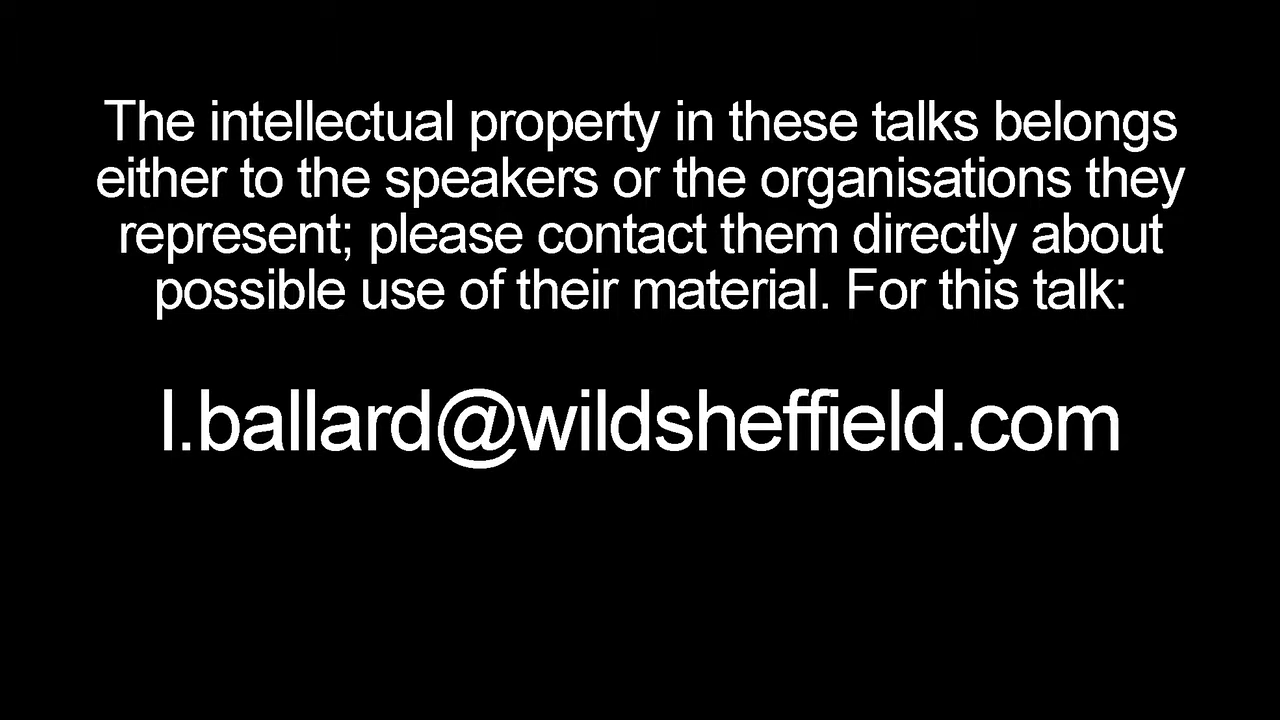 The intellectual property in these talks belongs
either to the speakers or the organisations they
represent; please contact them directly about
possible use of their material. For this talk:
l.ballard@wildsheffield.com